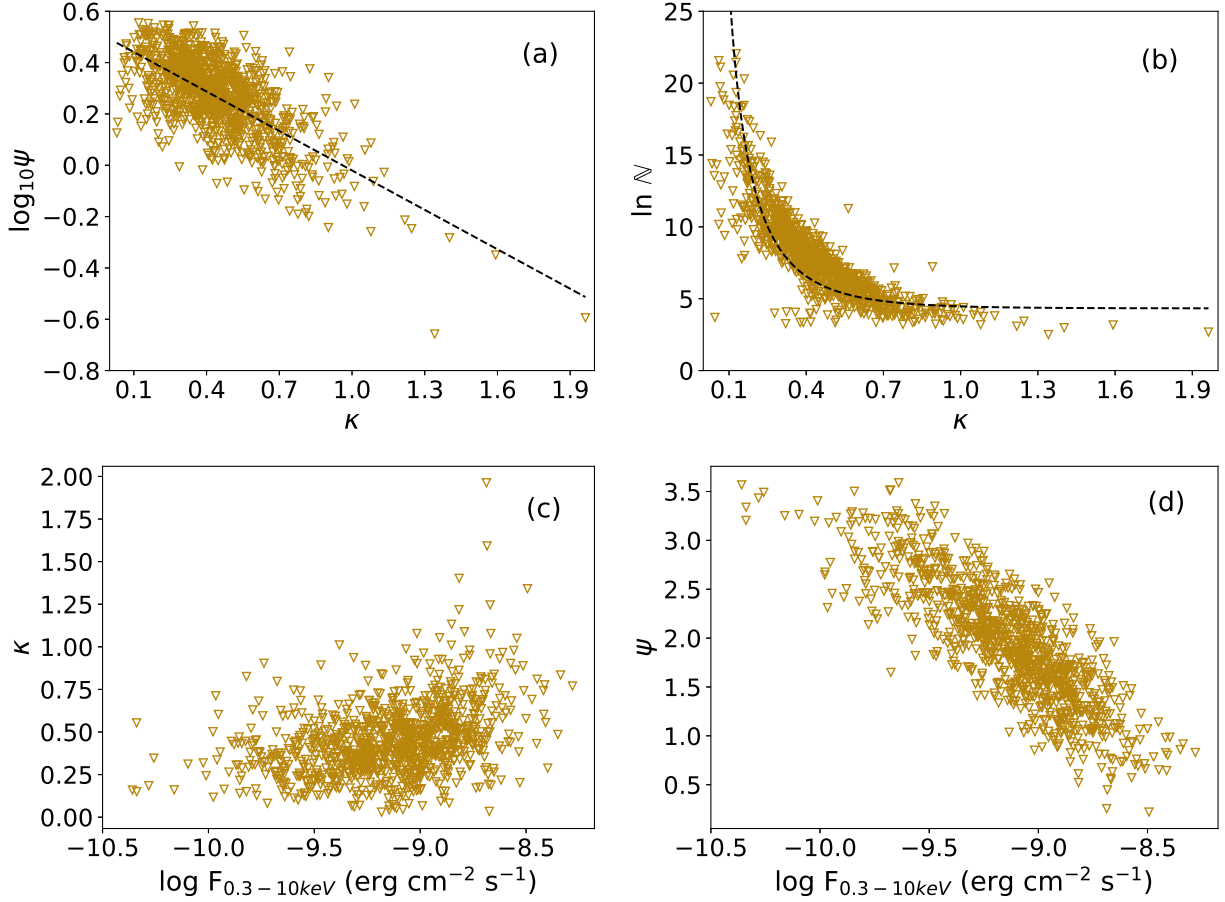 (a)
log₁₀ψ
0.6
0.4
0.2
0.0
−0.2
−0.4
−0.6
−0.8
0.1 0.4 0.7 1.0 1.3 1.6 1.9
κ
(b)
ln ℕ
25
20
15
10
5
0
0.1 0.4 0.7 1.0 1.3 1.6 1.9
κ
(c)
κ
2.00
1.75
1.50
1.25
1.00
0.75
0.50
0.25
0.00
−10.5 −10.0 −9.5 −9.0 −8.5
log F₀.₃₋₁₀keV (erg cm⁻² s⁻¹)
(d)
ψ
3.5
3.0
2.5
2.0
1.5
1.0
0.5
−10.5 −10.0 −9.5 −9.0 −8.5
log F₀.₃₋₁₀keV (erg cm⁻² s⁻¹)